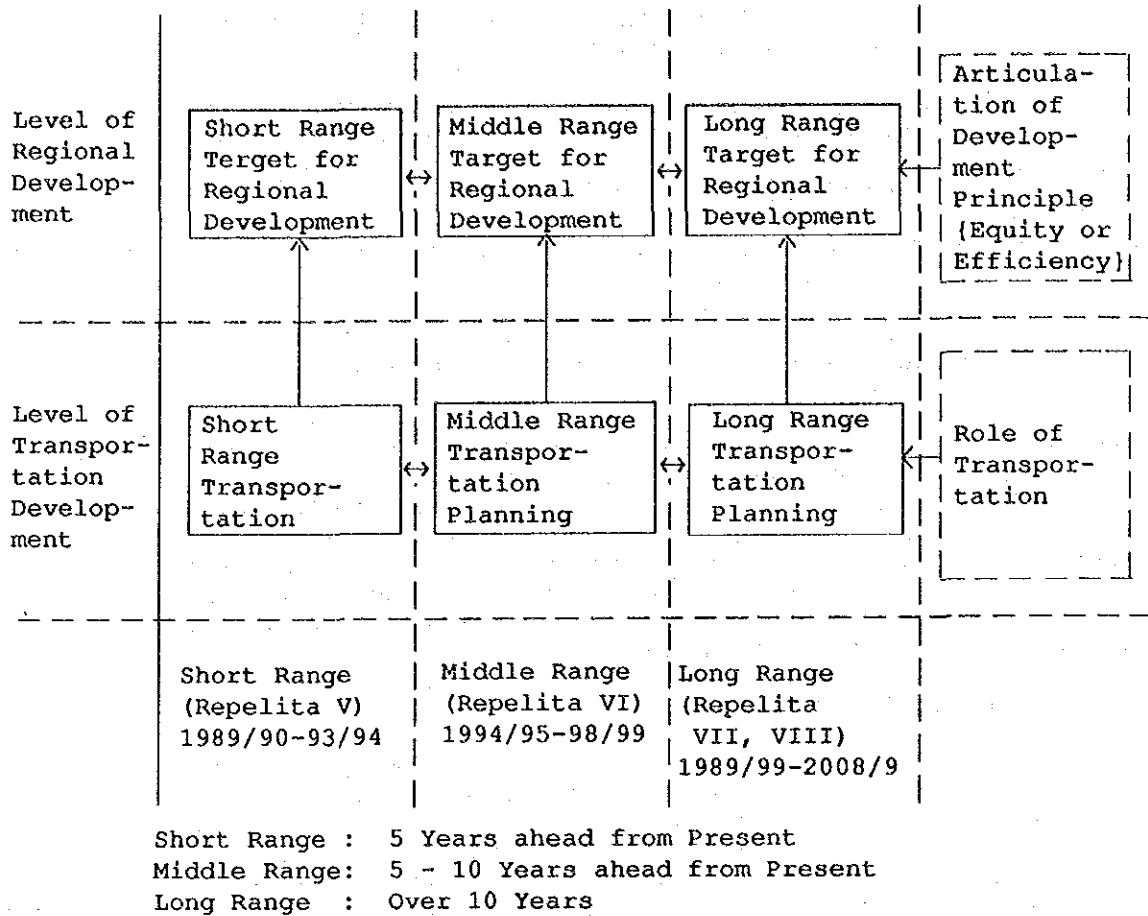 Level of
Regional
Develop-
ment
Short Range
Terget for
Regional
Development
Middle Range
Target for
Regional
Development
Long Range
Target for
Regional
Development
Articula-
tion of
Develop-
ment
Principle
{Equity or
Efficiency}
Level of
Transpor-
tation
Develop-
ment
Short
Range
Transpor-
tation
Middle Range
Transpor-
tation
Planning
Long Range
Transpor-
tation
Planning
Role of
Transpor-
tation
Short Range
(Repelita V)
1989/90-93/94
Middle Range
(Repelita VI)
1994/95-98/99
Long Range
(Repelita
VII, VIII)
1989/99-2008/9
Short Range : 5 Years ahead from Present
Middle Range: 5 - 10 Years ahead from Present
Long Range : Over 10 Years